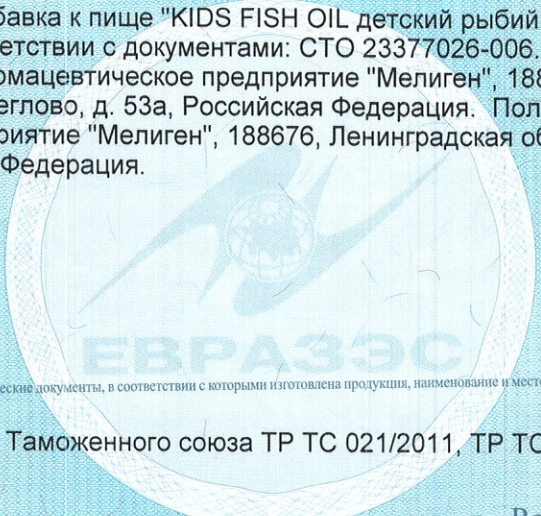 бавка к пище "KIDS FISH OIL детский рыбий
етствии с документами: СТО 23377026-006.
рмацевтическое предприятие "Мелиген", 188
еглово, д. 53а, Российская Федерация. Пол
риятие "Мелиген", 188676, Ленинградская об
Федерация.
ЕВРАЗЭС
еские документы, в соответствии с которыми изготовлена продукция, наименование и место
Таможенного союза ТР ТС 021/2011, ТР ТС